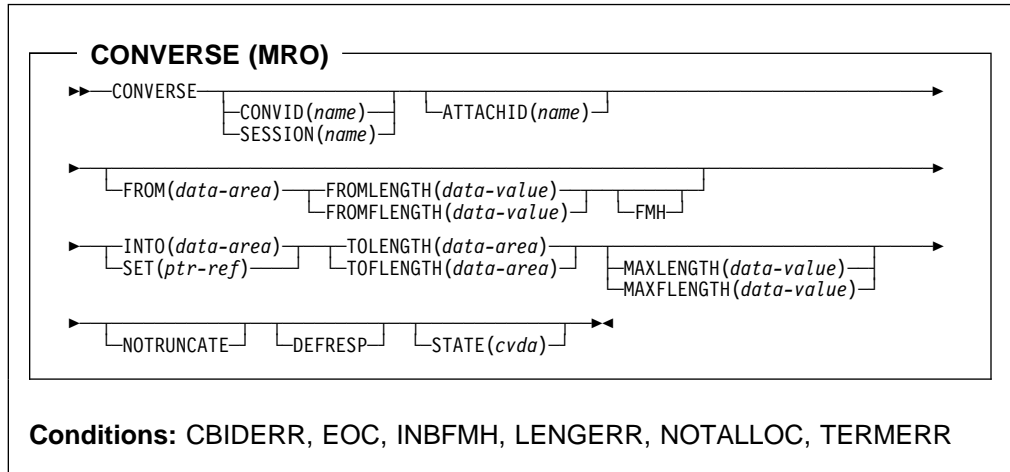 CONVERSE (MRO)
CONVERSE
CONVID(name)
SESSION(name)
ATTACHID(name)
FROM(data-area)
FROMLENGTH(data-value)
FROMFLENGTH(data-value)
FMH
INTO(data-area)
SET(ptr-ref)
TOLENGTH(data-area)
TOFLENGTH(data-area)
MAXLENGTH(data-value)
MAXFLENGTH(data-value)
NOTRUNCATE
DEFRESP
STATE(cvda)
Conditions: CBIDERR, EOC, INBFMH, LENGERR, NOTALLOC, TERMERR